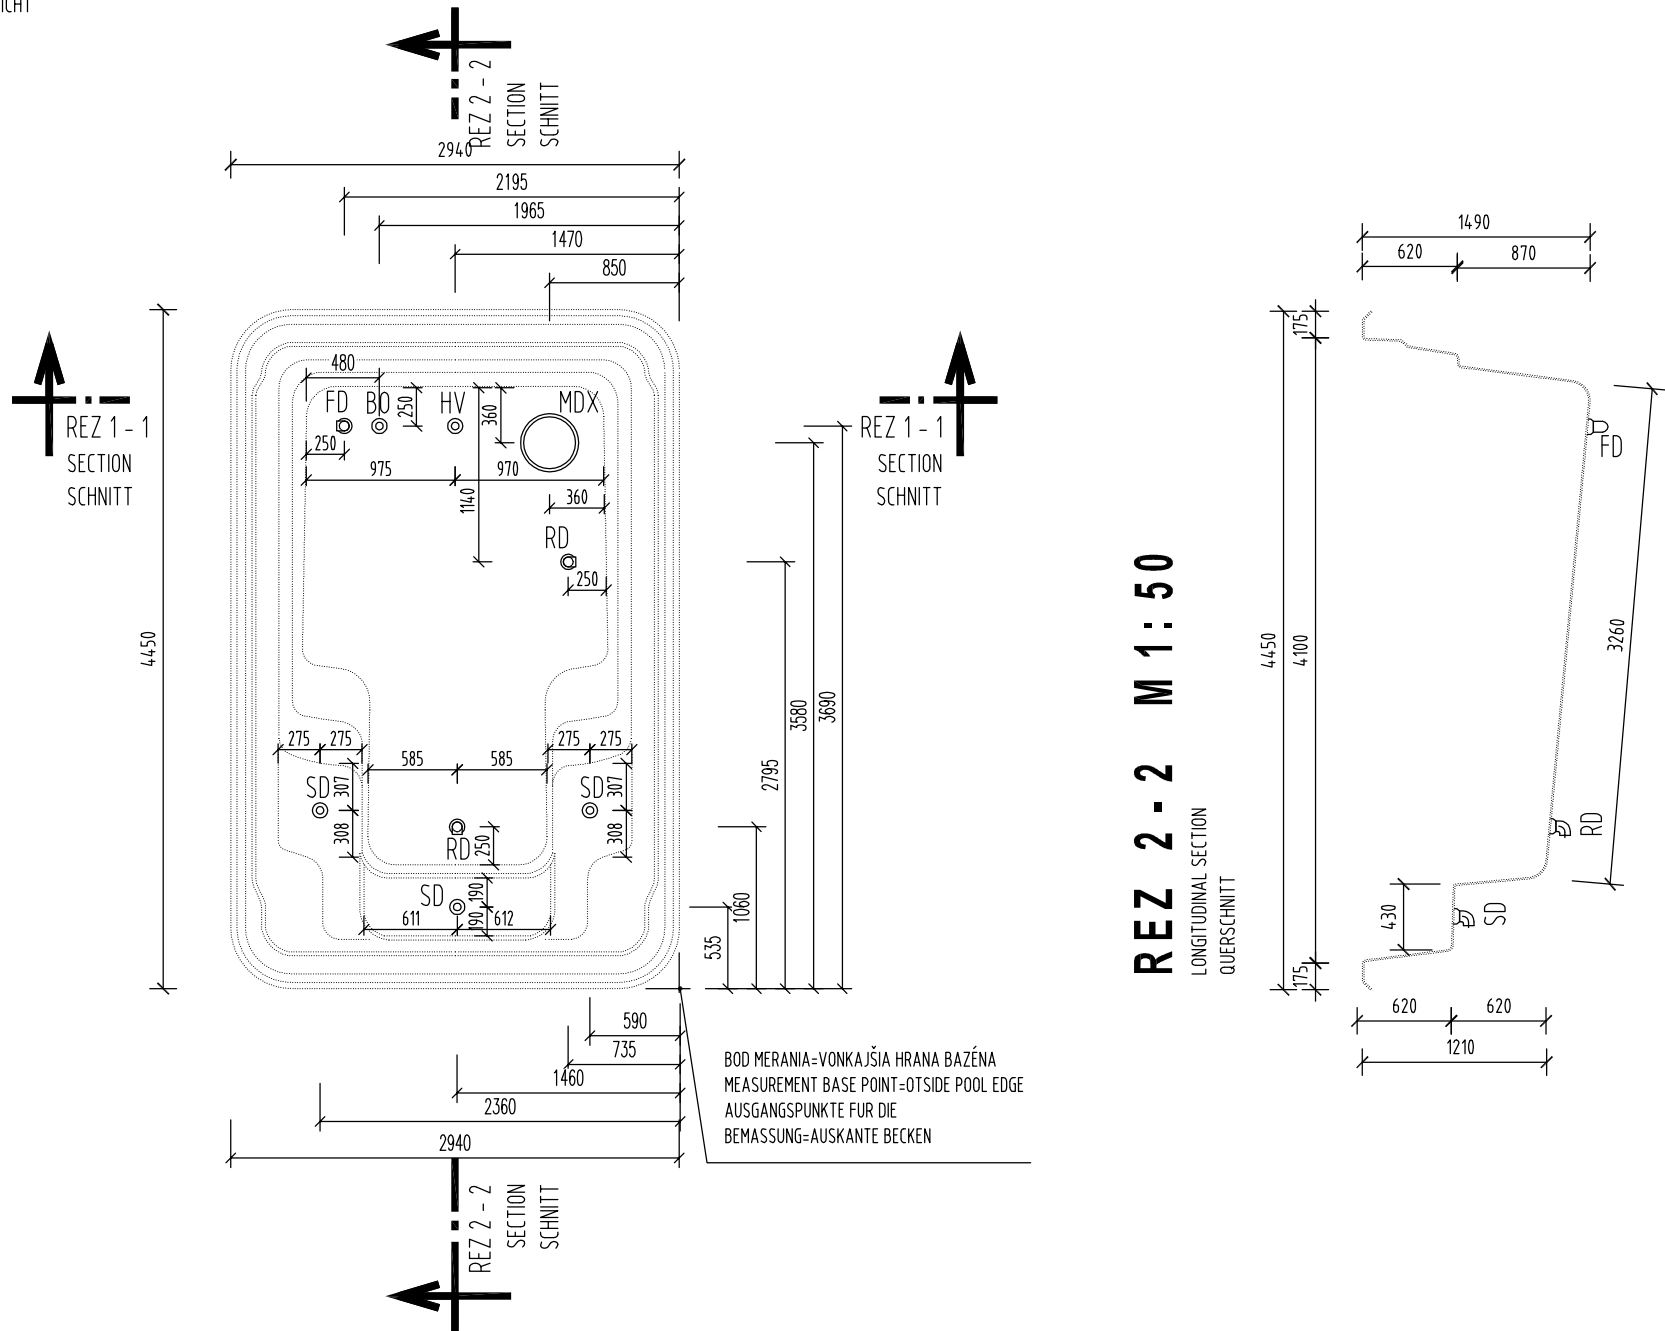 ICHT
REZ 2 - 2
SECTION
SCHNITT
2940
2195
1965
1470
850
4450
480
FD
BO
HV
MDX
250
360
250
975
970
1140
360
RD
250
REZ 1 - 1
SECTION
SCHNITT
REZ 1 - 1
SECTION
SCHNITT
275
275
585
585
275
275
SD
307
308
SD
307
308
RD
250
SD
190
190
611
612
535
1060
2795
3580
3690
590
735
1460
2360
2940
BOD MERANIA=VONKAJŠIA HRANA BAZÉNA
MEASUREMENT BASE POINT=OTSIDE POOL EDGE
AUSGANGSPUNKTE FUR DIE
BEMASSUNG=AUSKANTE BECKEN
REZ 2 - 2
SECTION
SCHNITT
REZ 2-2 M 1:50
LONGITUDINAL SECTION
QUERSCHNITT
1490
620
870
175
4450
4100
175
FD
3260
RD
430
SD
620
620
1210